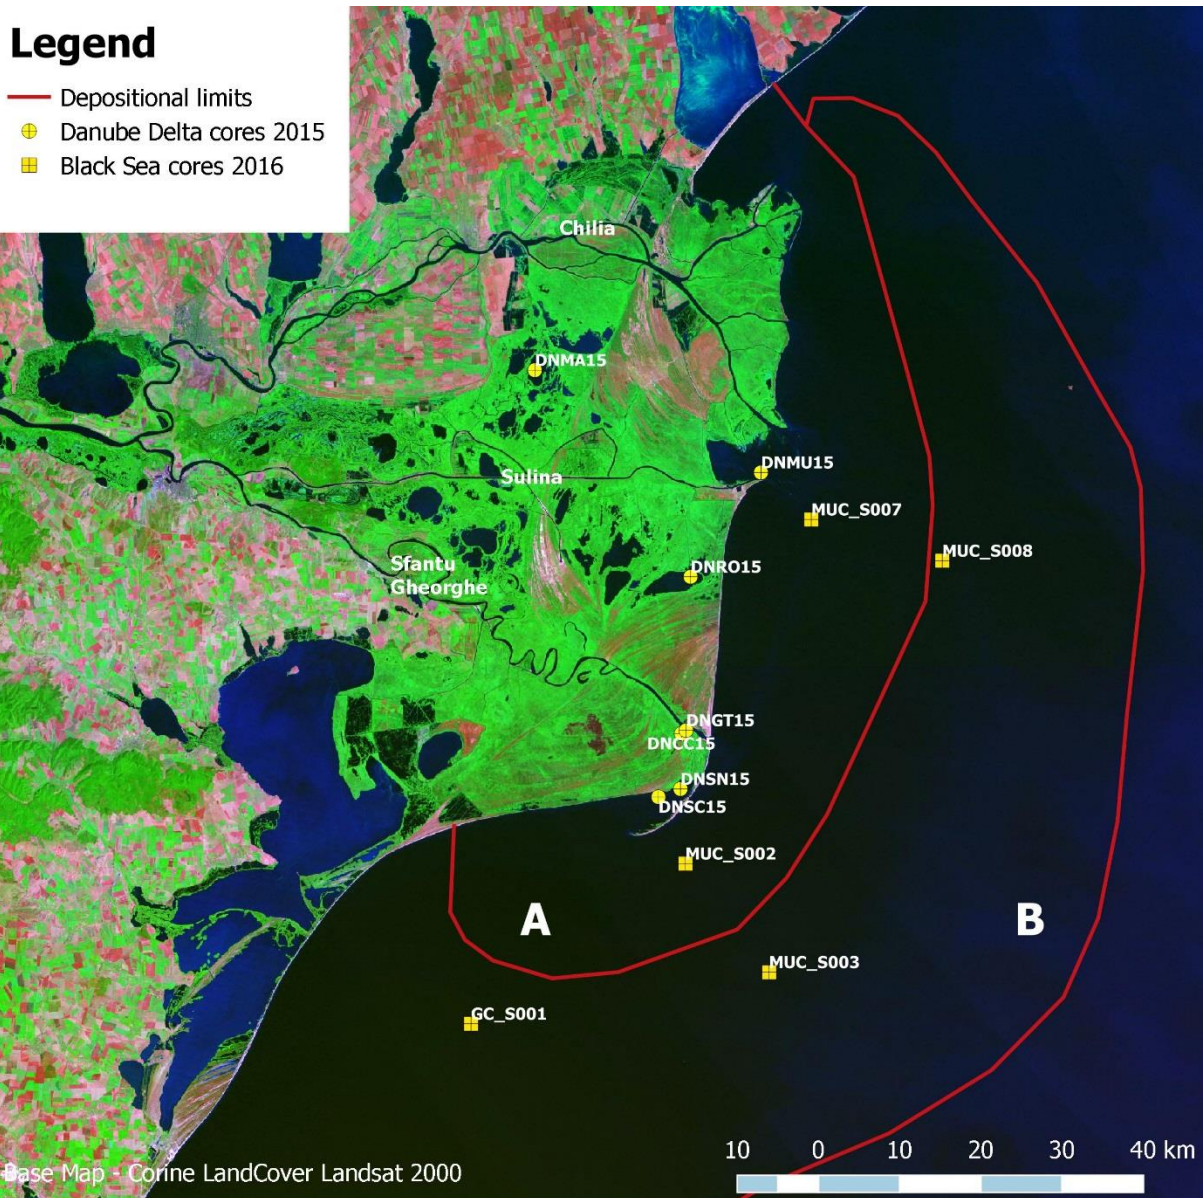 Legend
Depositional limits
Danube Delta cores 2015
Black Sea cores 2016
Chilia
DNMA15
DNMU15
Sulina
MUC_S007
MUC_S008
Sfantu
Gheorghe
DNRO15
DNGT15
DNCC15
DNSN15
DNSC15
MUC_S002
A
B
MUC_S003
GC_S001
10 0 10 20 30 40 km
Base Map - Corine LandCover Landsat 2000